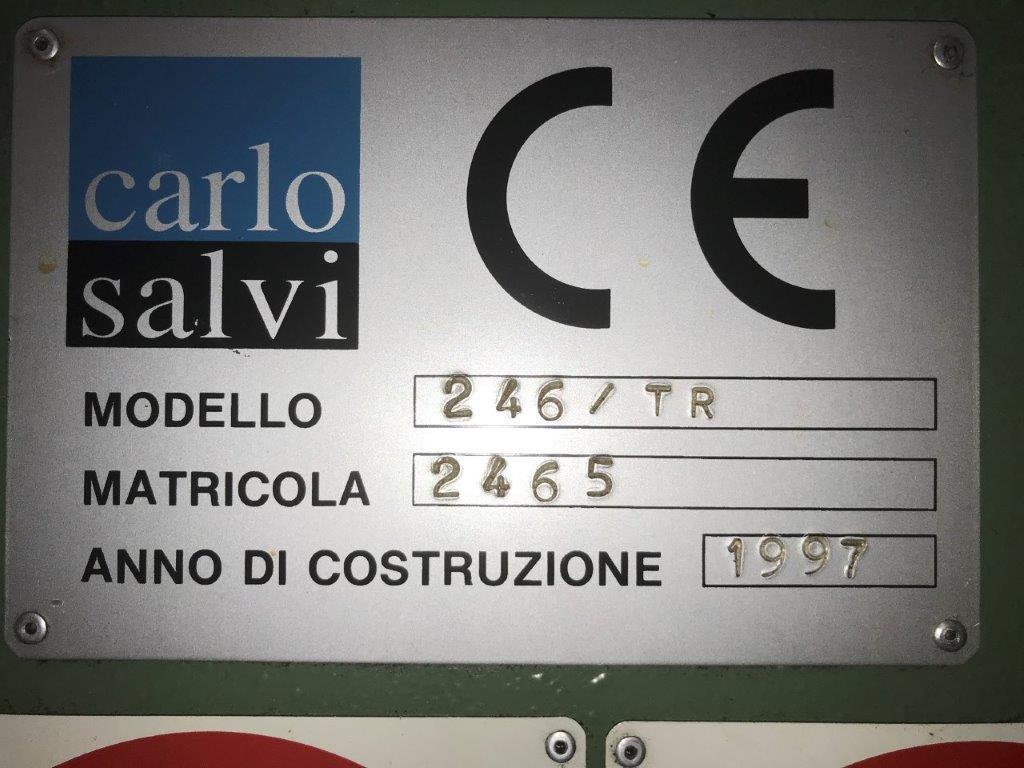 carlo
salvi
CE
MODELLO 246/TR
MATRICOLA 2465
ANNO DI COSTRUZIONE 1997